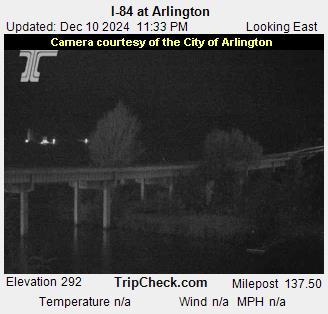 I-84 at Arlington
Updated: Dec 10 2024 11:33 PM Looking East
Camera courtesy of the City of Arlington
Elevation 292 TripCheck.com Milepost 137.50
Temperature n/a Wind n/a MPH n/a